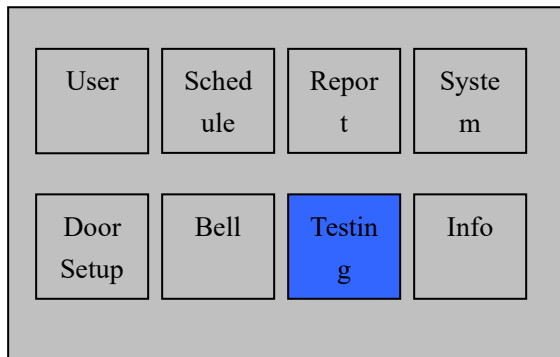 User
Sched
ule
Repor
t
Syste
m
Door
Setup
Bell
Testin
g
Info